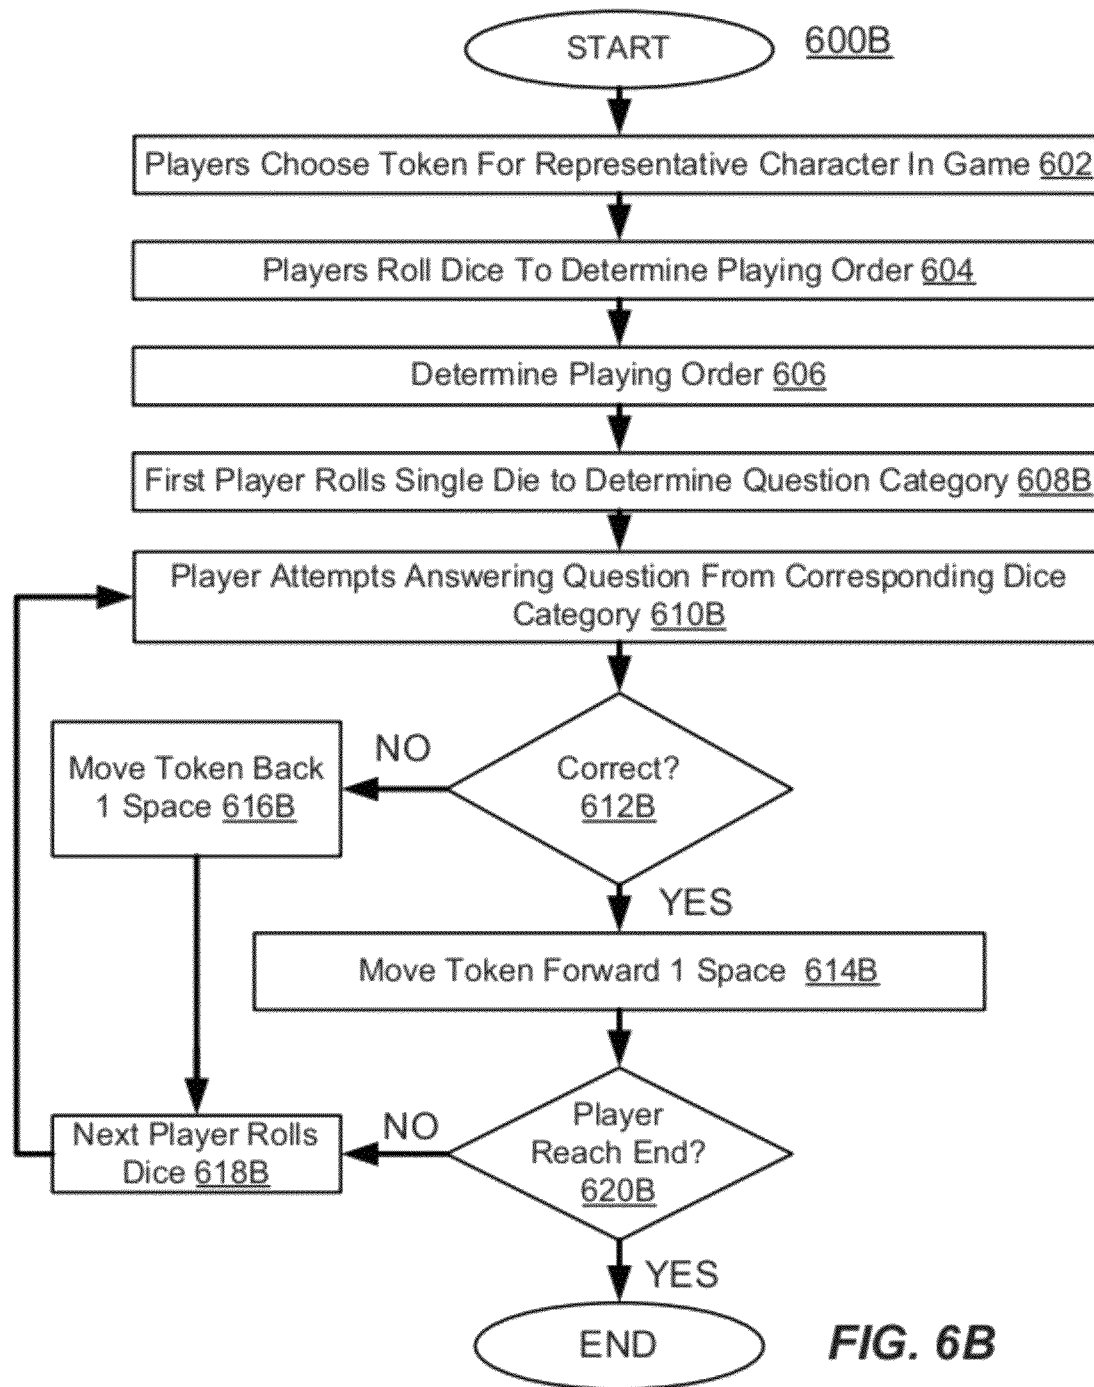 START
600B
Players Choose Token For Representative Character In Game 602
Players Roll Dice To Determine Playing Order 604
Determine Playing Order 606
First Player Rolls Single Die to Determine Question Category 608B
Player Attempts Answering Question From Corresponding Dice
Category 610B
NO
Move Token Back
1 Space 616B
Correct?
612B
YES
Move Token Forward 1 Space 614B
Next Player Rolls
Dice 618B
NO
Player
Reach End?
620B
YES
END
FIG. 6B